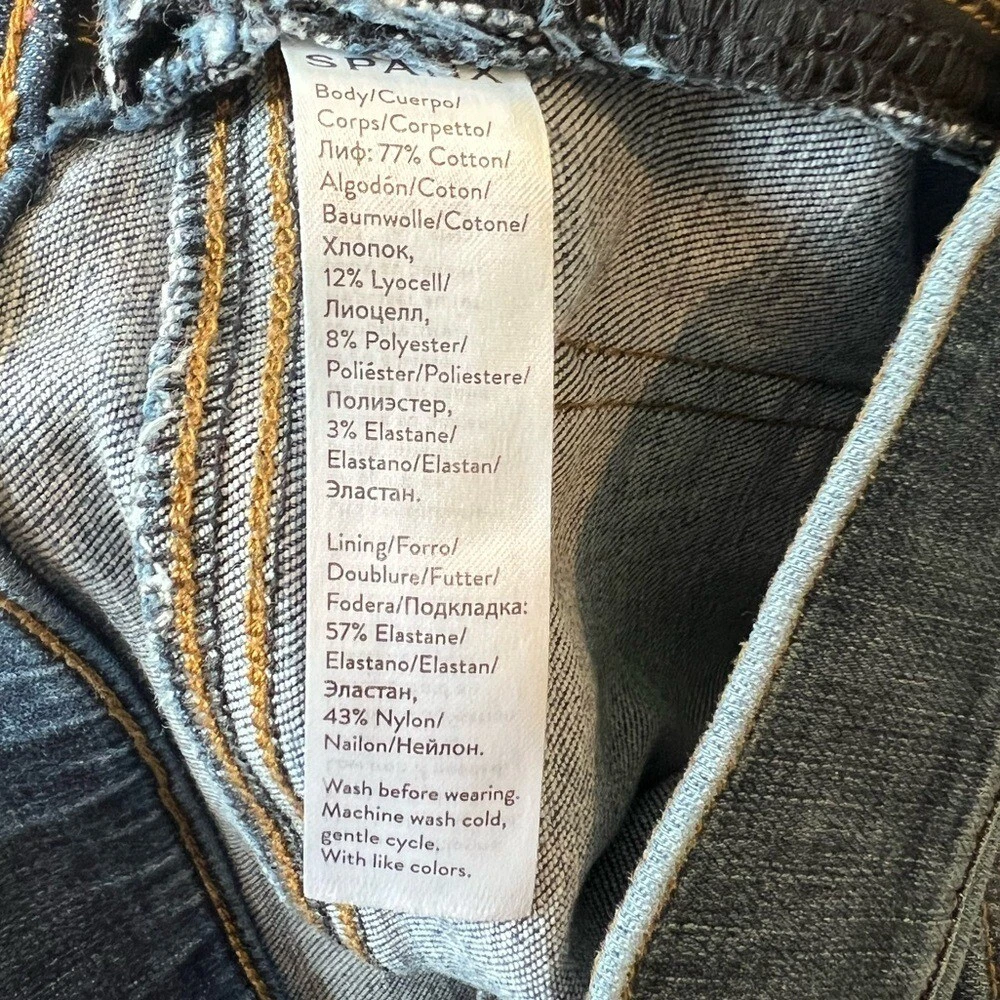 SPANX
Body/Cuerpo/
Corps/Corpetto/
Лиф: 77% Cotton/
Algodón/Coton/
Baumwolle/Cotone/
Хлопок,
12% Lyocell/
Лиоцелл,
8% Polyester/
Poliéster/Poliestere/
Полиэстер,
3% Elastane/
Elastano/Elastan/
Эластан.
Lining/Forro/
Doublure/Futter/
Fodera/Подкладка:
57% Elastane/
Elastano/Elastan/
Эластан,
43% Nylon/
Nailon/Нейлон.
Wash before wearing.
Machine wash cold,
gentle cycle.
With like colors.